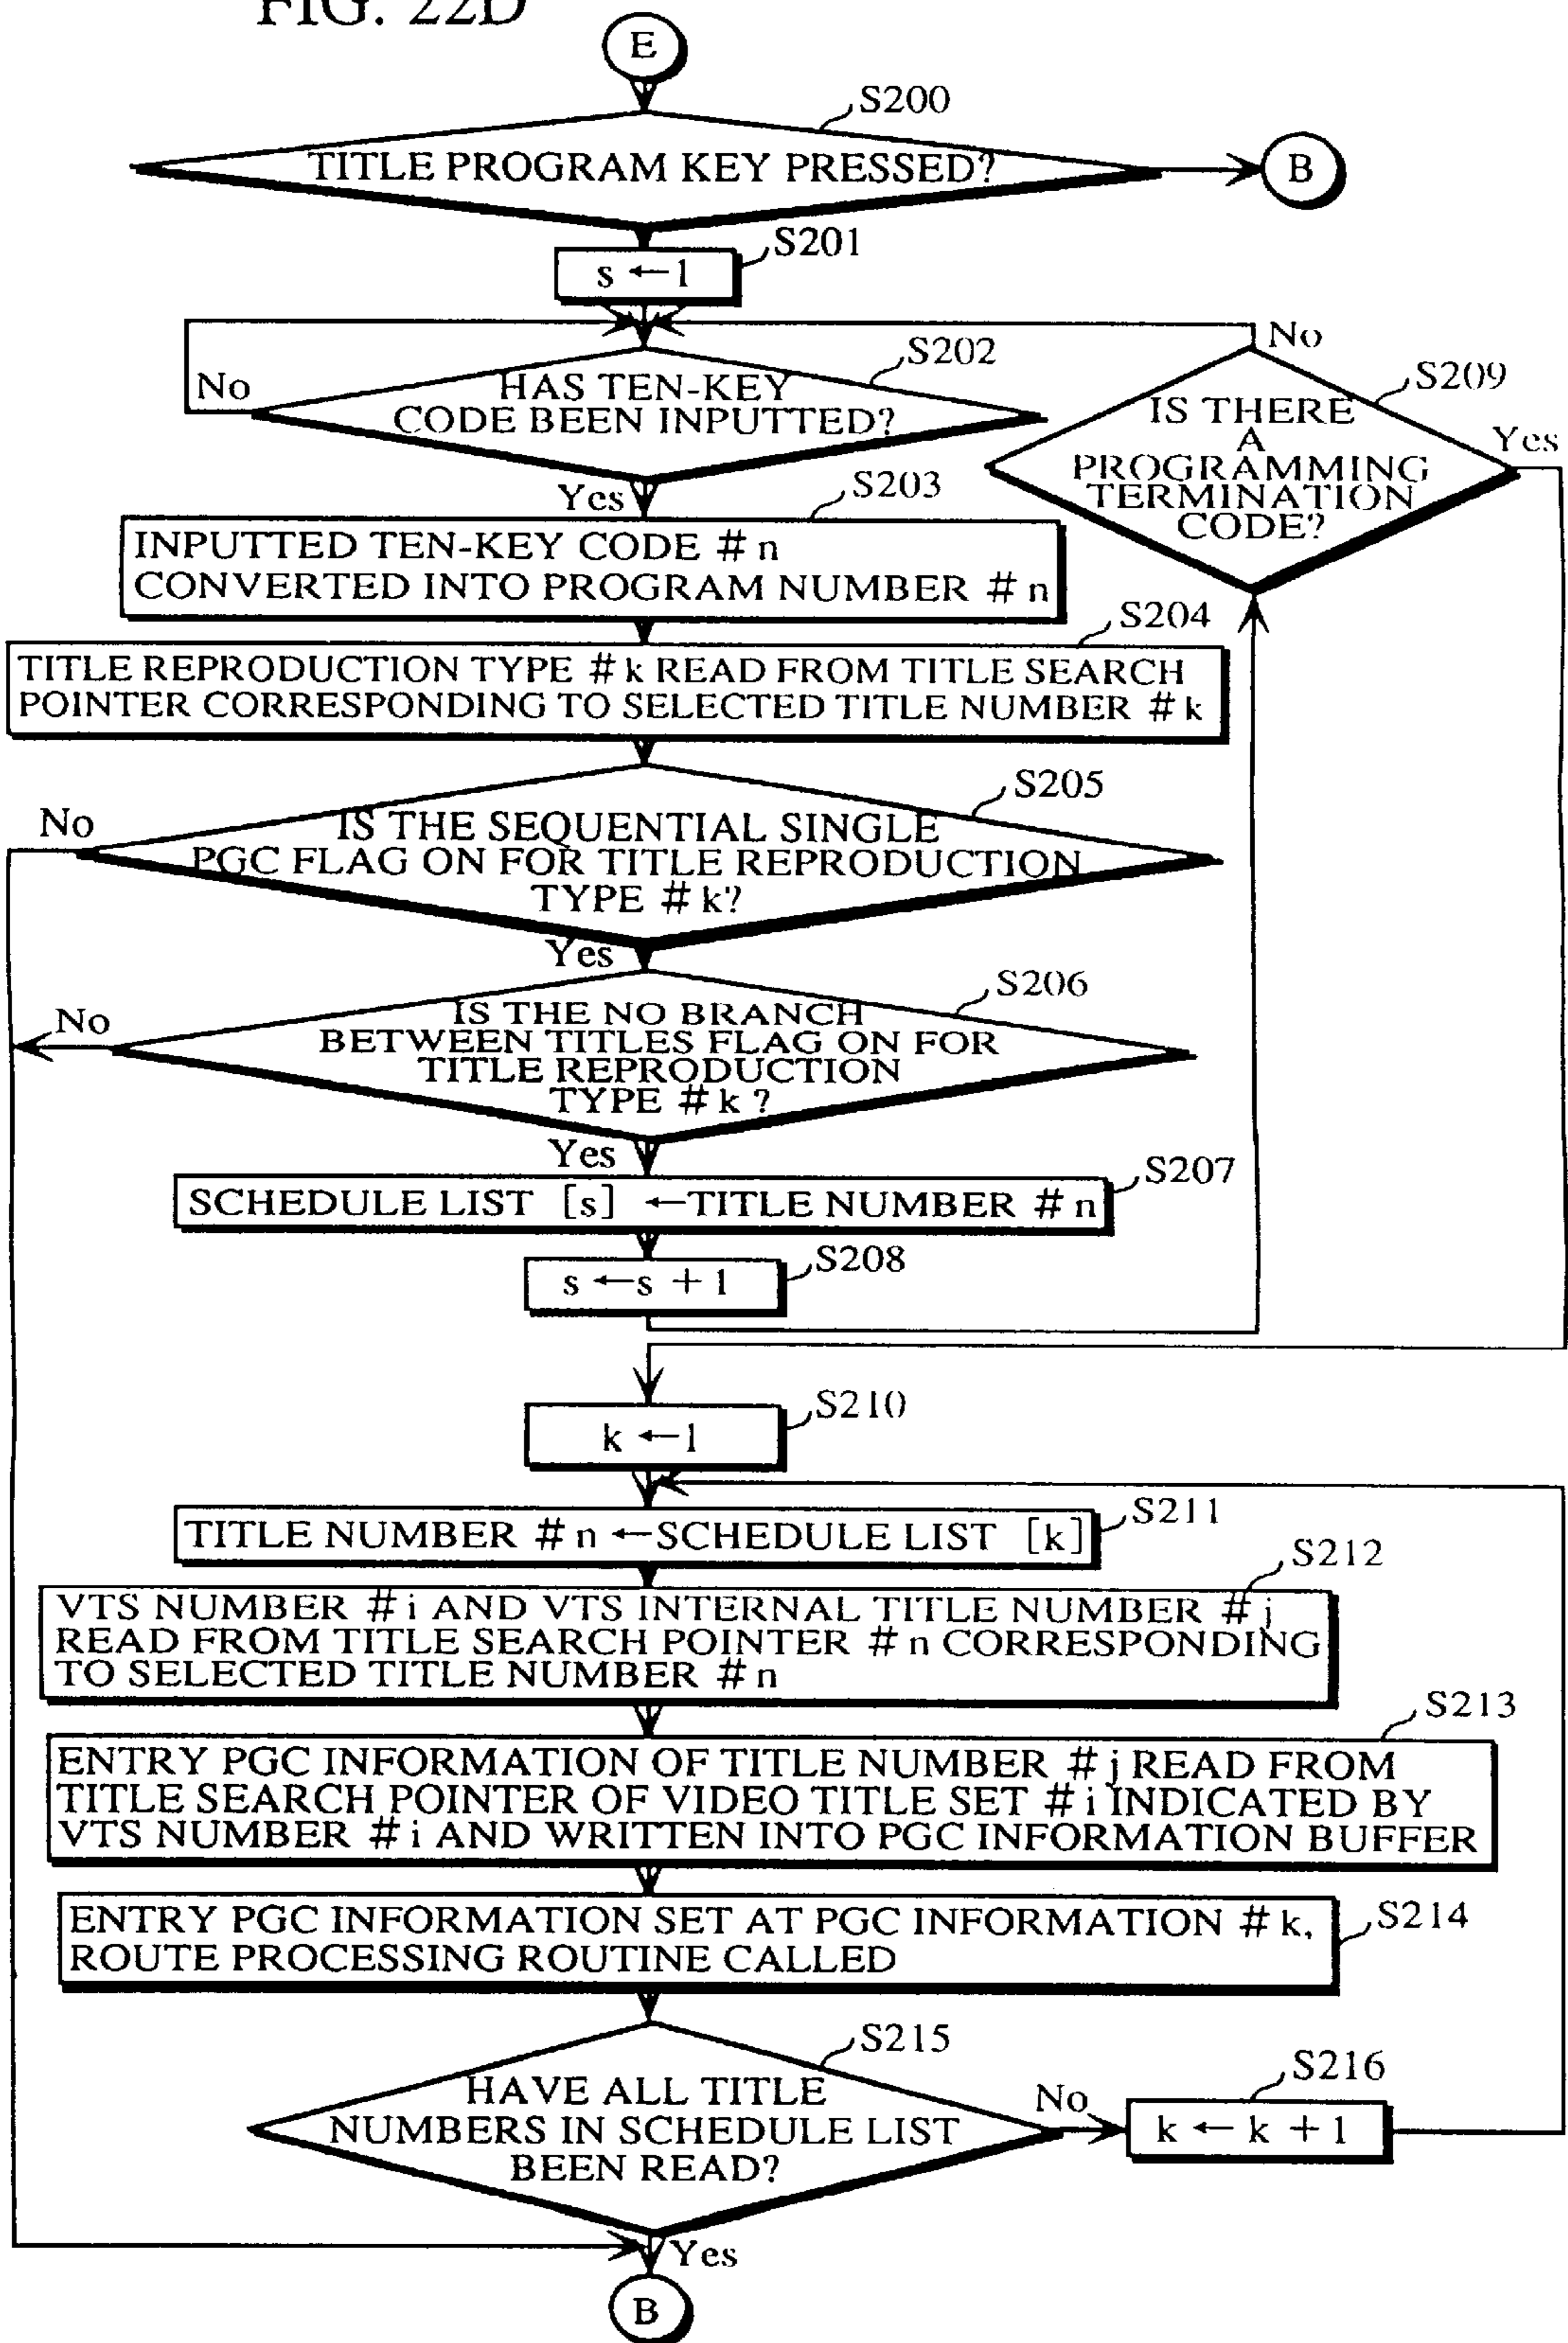 FIG. 22D
E
S200
TITLE PROGRAM KEY PRESSED?
B
S201
s ← 1
No
S202
No
HAS TEN-KEY
CODE BEEN INPUTTED?
S209
IS THERE
A
PROGRAMMING
TERMINATION
CODE?
Yes
Yes
S203
INPUTTED TEN-KEY CODE # n
CONVERTED INTO PROGRAM NUMBER # n
S204
TITLE REPRODUCTION TYPE # k READ FROM TITLE SEARCH
POINTER CORRESPONDING TO SELECTED TITLE NUMBER # k
S205
No
IS THE SEQUENTIAL SINGLE
PGC FLAG ON FOR TITLE REPRODUCTION
TYPE # k?
Yes
S206
No
IS THE NO BRANCH
BETWEEN TITLES FLAG ON FOR
TITLE REPRODUCTION
TYPE # k ?
Yes
S207
SCHEDULE LIST [s] ← TITLE NUMBER # n
S208
s ← s + 1
S210
k ← 1
S211
TITLE NUMBER # n ← SCHEDULE LIST [k]
S212
VTS NUMBER # i AND VTS INTERNAL TITLE NUMBER # j
READ FROM TITLE SEARCH POINTER # n CORRESPONDING
TO SELECTED TITLE NUMBER # n
S213
ENTRY PGC INFORMATION OF TITLE NUMBER # j READ FROM
TITLE SEARCH POINTER OF VIDEO TITLE SET # i INDICATED BY
VTS NUMBER # i AND WRITTEN INTO PGC INFORMATION BUFFER
S214
ENTRY PGC INFORMATION SET AT PGC INFORMATION # k,
ROUTE PROCESSING ROUTINE CALLED
S215
HAVE ALL TITLE
NUMBERS IN SCHEDULE LIST
BEEN READ?
No
S216
k ← k + 1
Yes
B